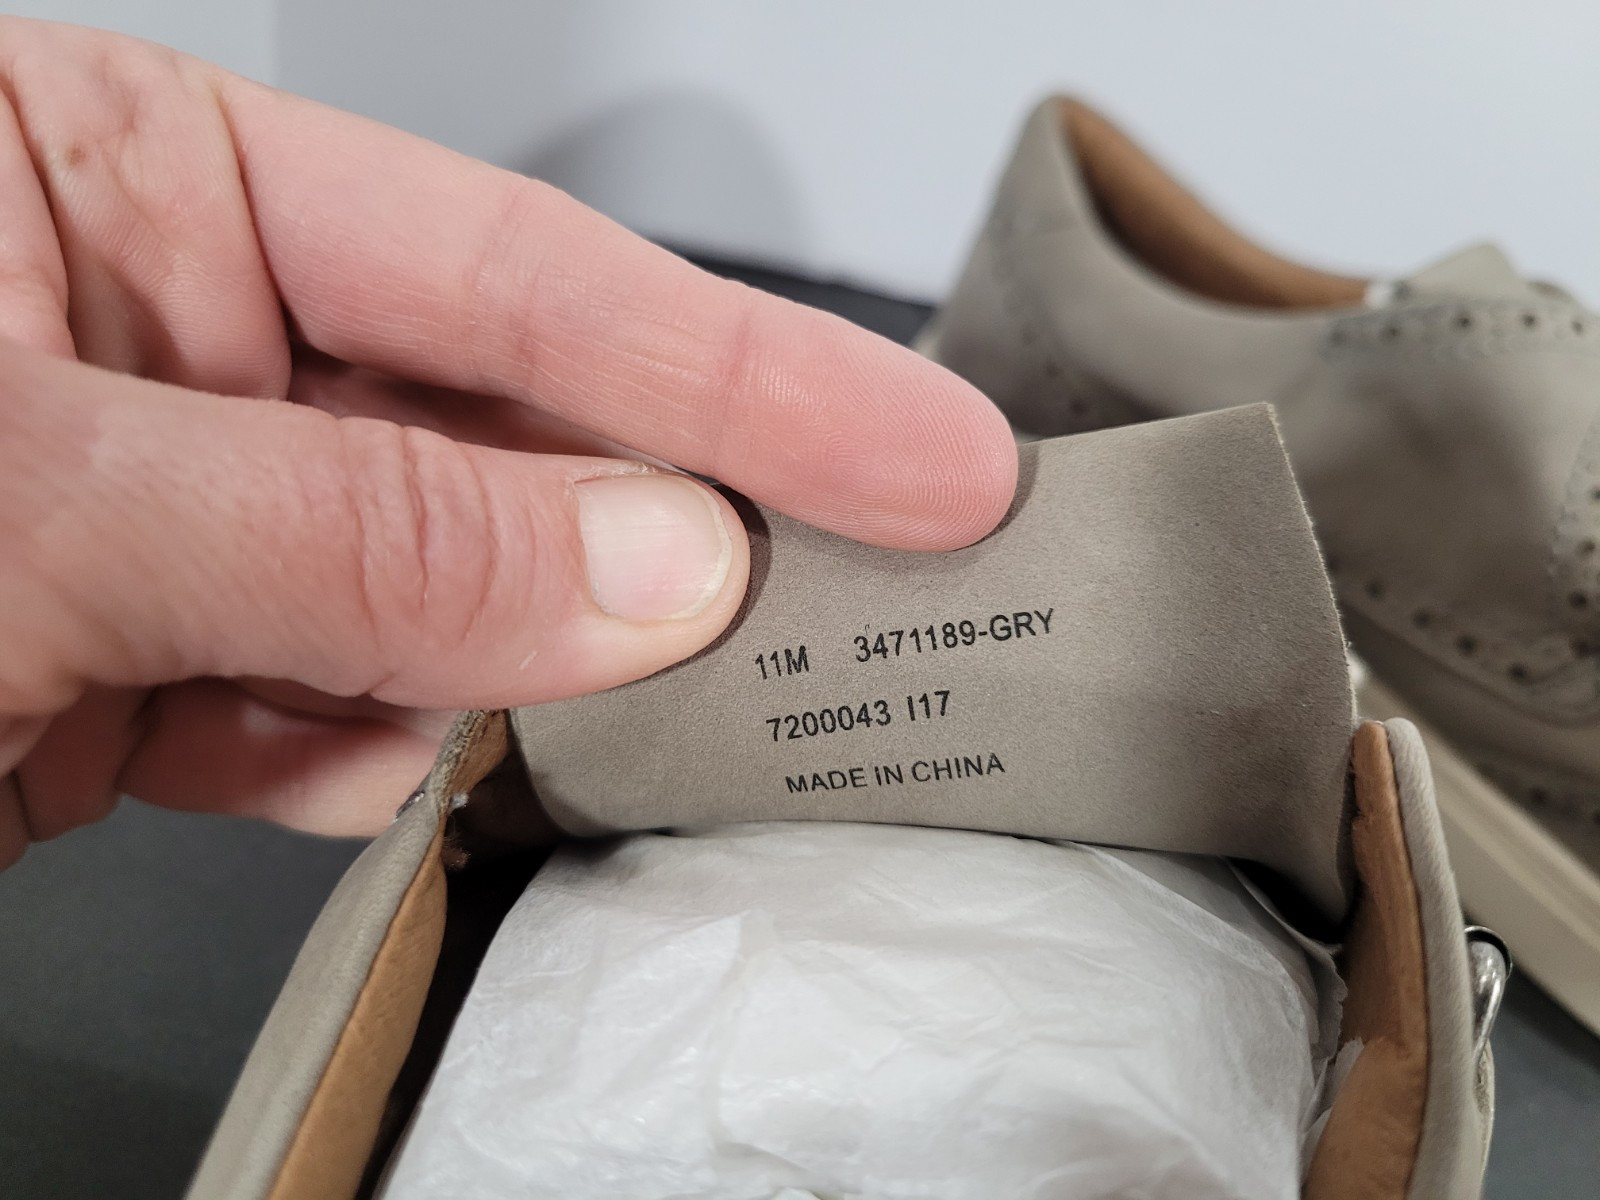 11M 3471189-GRY
7200043 I17
MADE IN CHINA